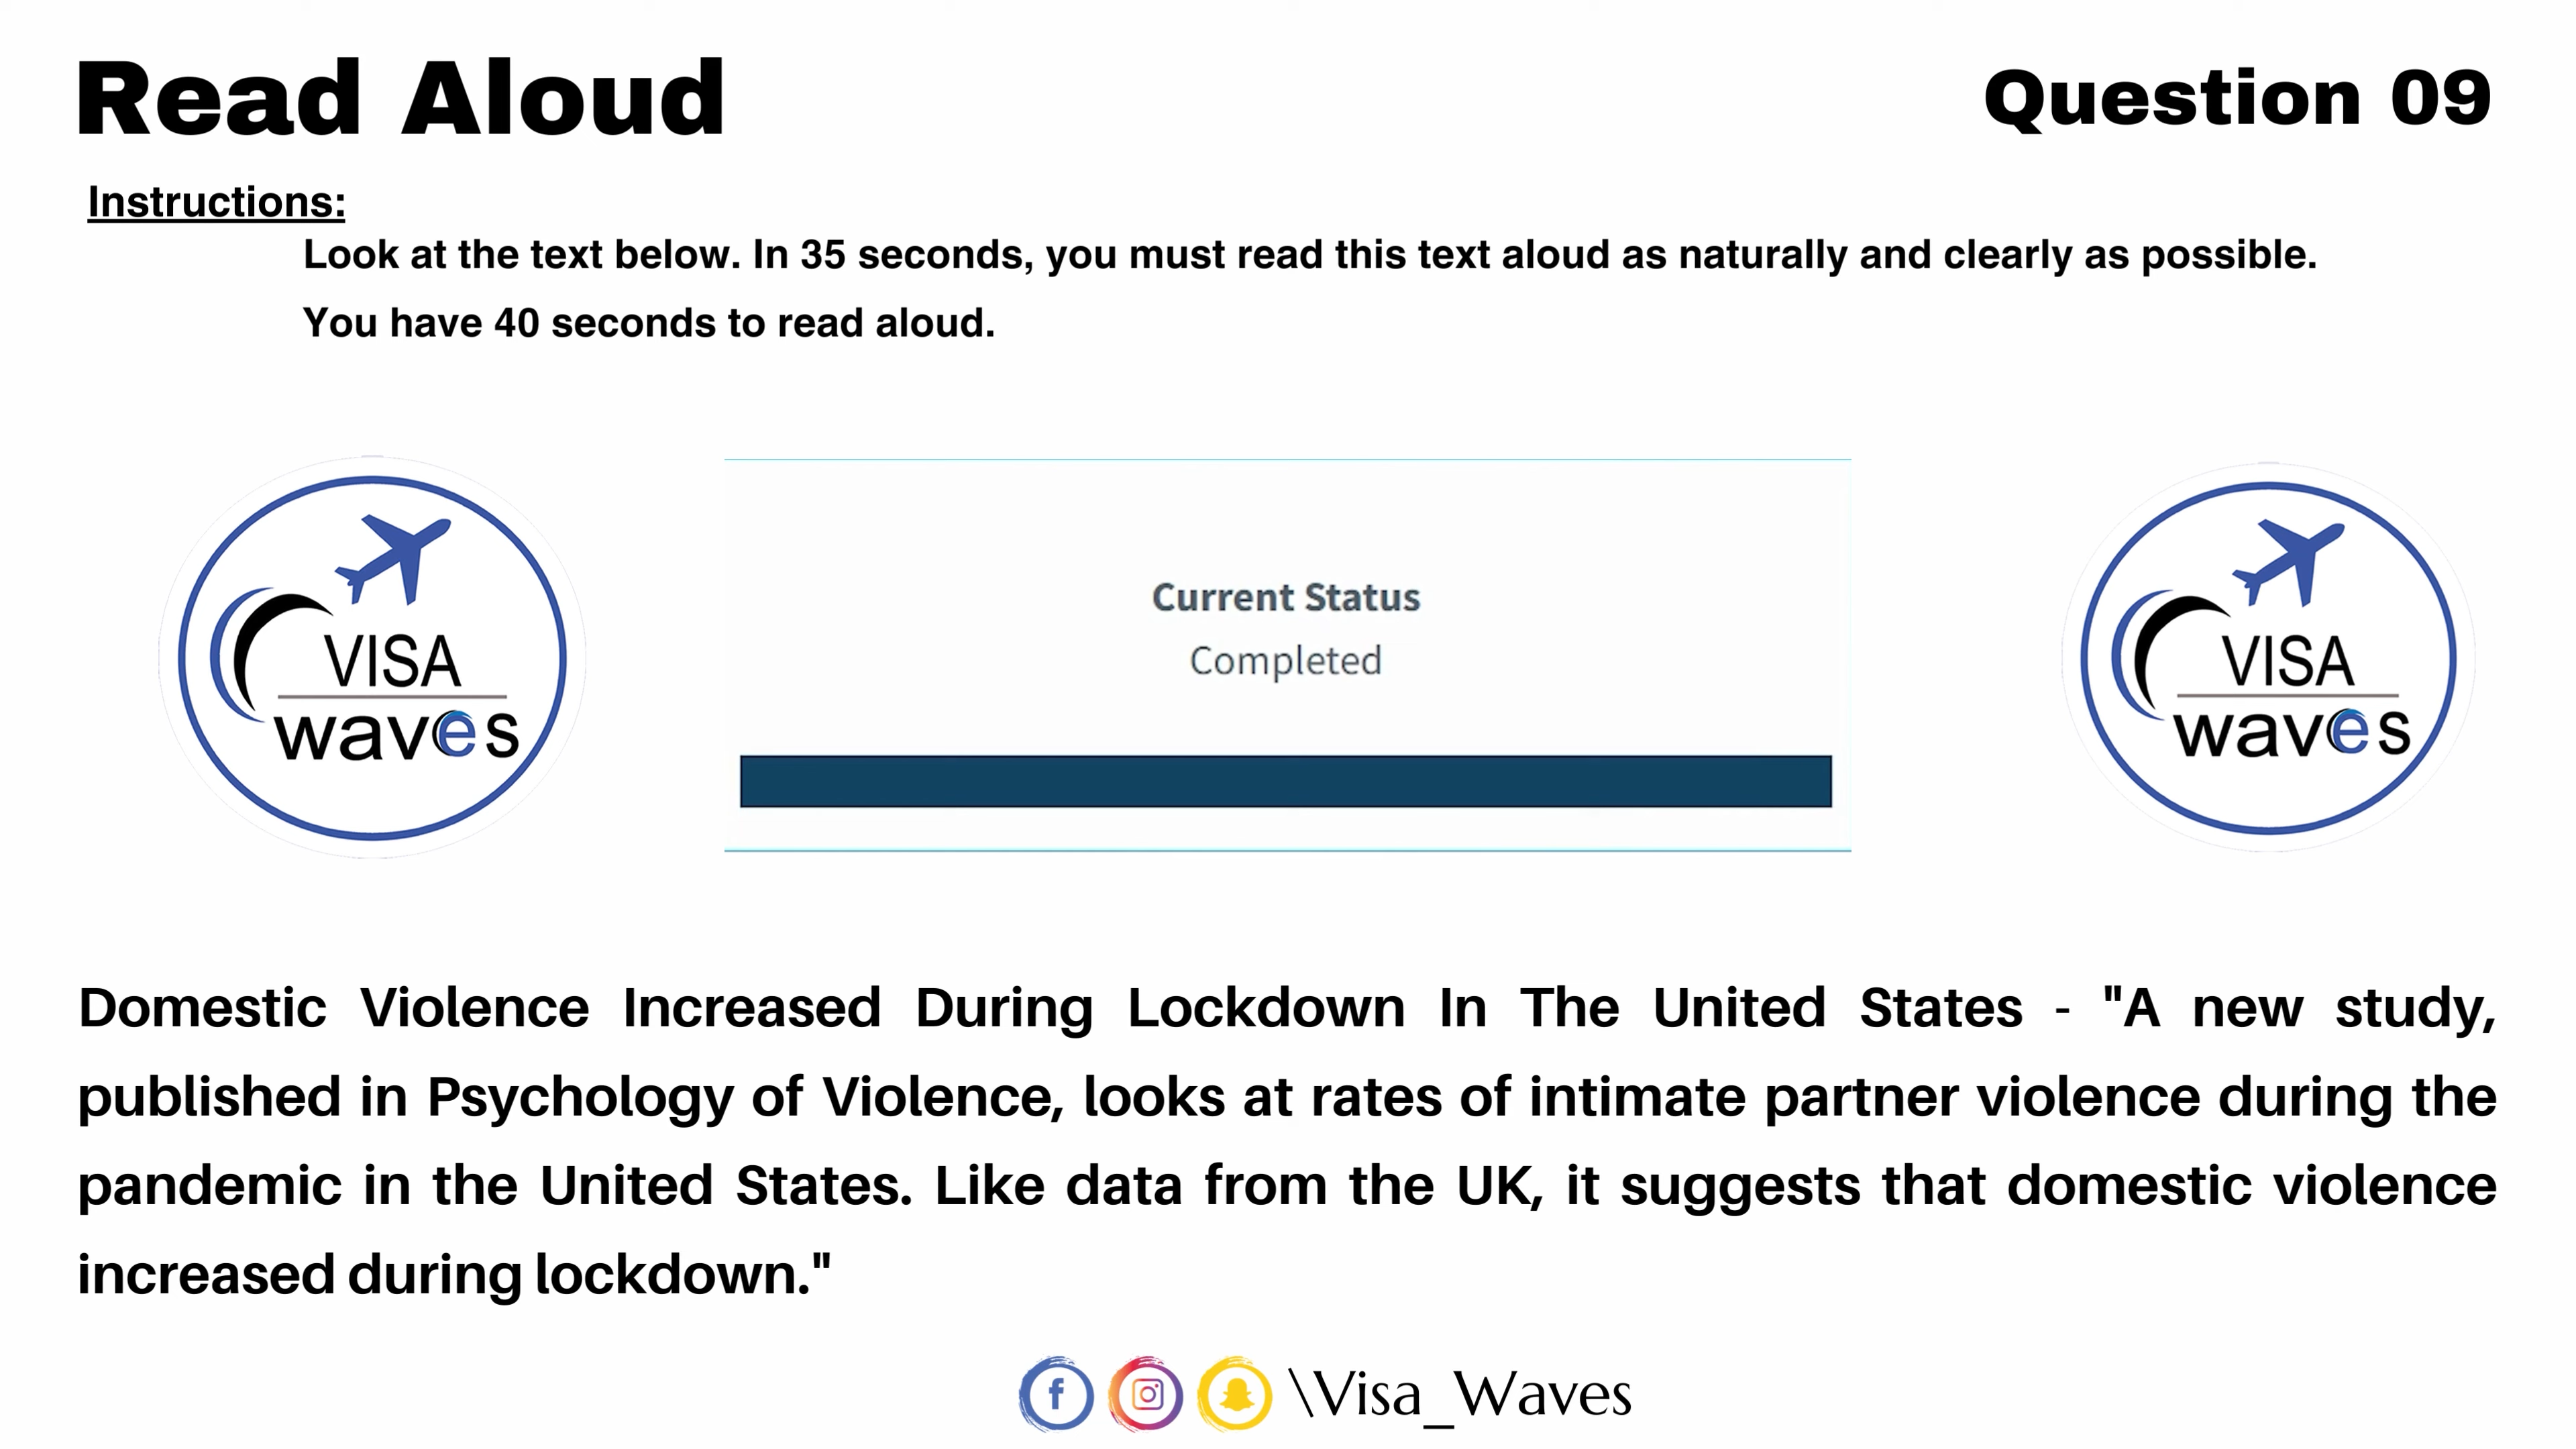 Read Aloud
Question 09
Instructions:
Look at the text below. In 35 seconds, you must read this text aloud as naturally and clearly as possible.
You have 40 seconds to read aloud.
VISA
waves
Current Status
Completed
VISA
waves
Domestic Violence Increased During Lockdown In The United States - "A new study,
published in Psychology of Violence, looks at rates of intimate partner violence during the
pandemic in the United States. Like data from the UK, it suggests that domestic violence
increased during lockdown."
\Visa_Waves